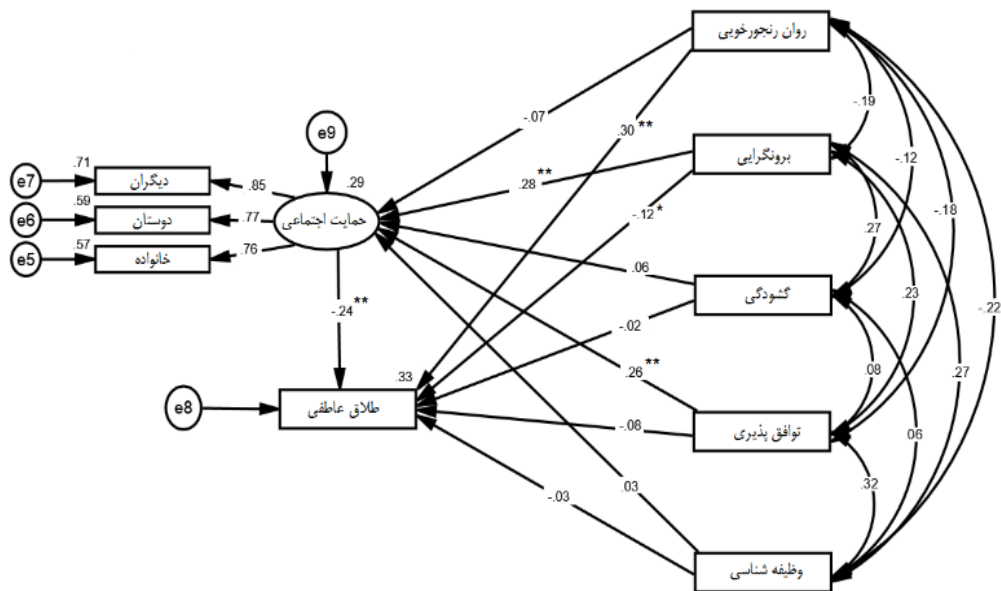 روان رنجورخویی
-.19
-.07
.30**
e9
برونگرایی
-.12
.71
e7
دیگران
.85
.29
.28**
-.18
.59
e6
دوستان
.77
حمایت اجتماعی
-.12*
.27
.57
e5
خانواده
.76
.06
گشودگی
.23
-.24**
-.02
-.22
.33
.26**
.08
.27
e8
طلاق عاطفی
-.08
توافق پذیری
.06
-.03
.03
.32
وظیفه شناسی